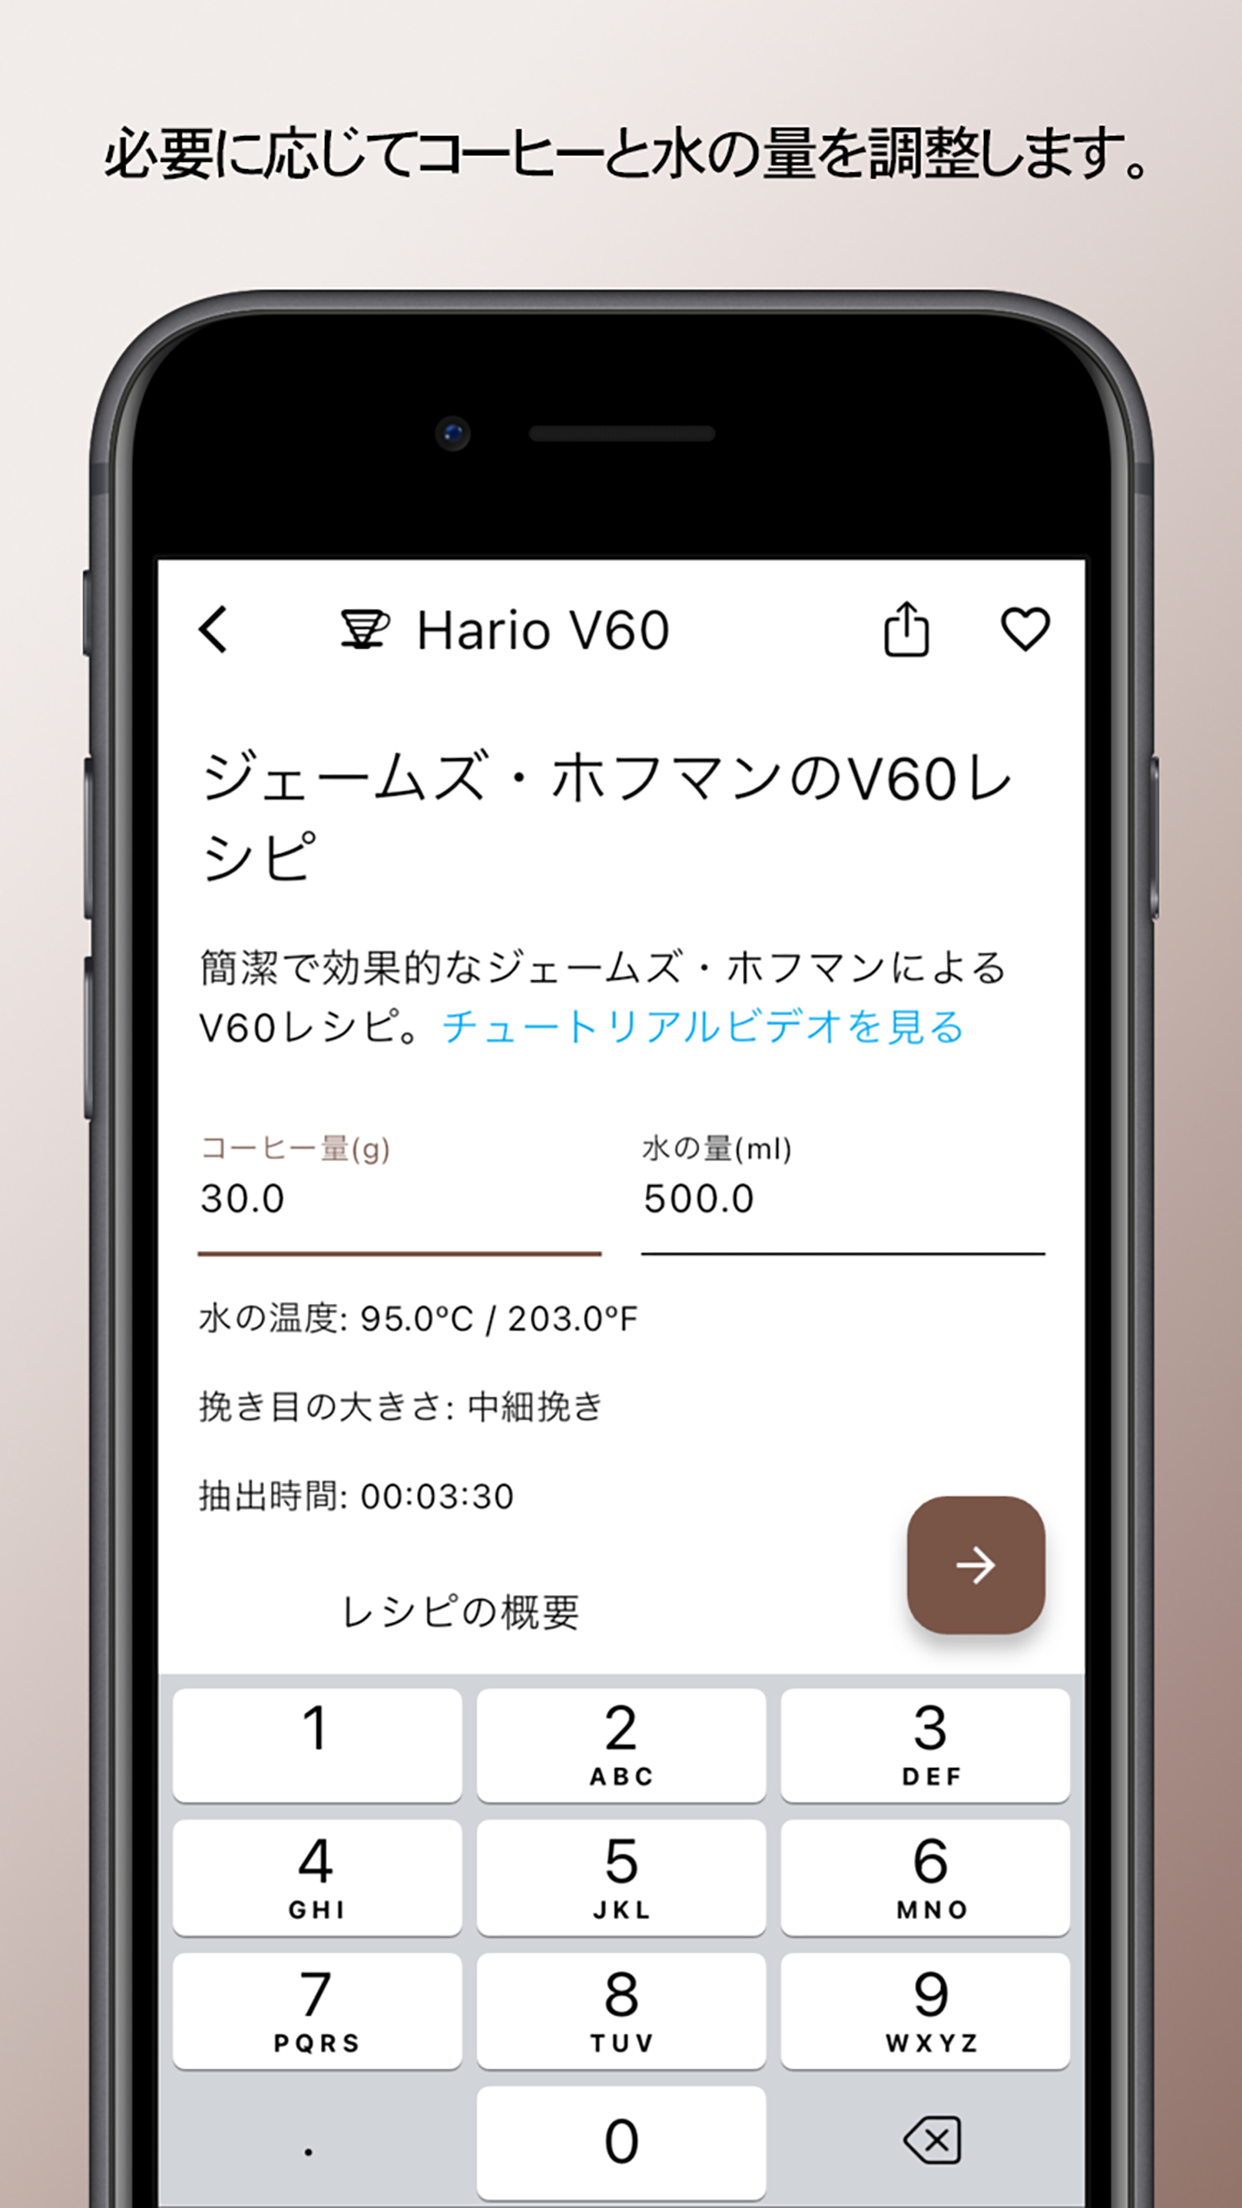 必要に応じてコーヒーと水の量を調整します。
Hario V60
ジェームズ・ホフマンのV60レ
シピ
簡潔で効果的なジェームズ・ホフマンによる
V60レシピ。チュートリアルビデオを見る
コーヒー量(g)
水の量(ml)
30.0
500.0
水の温度: 95.0ºC / 203.0ºF
挽き目の大きさ: 中細挽き
抽出時間: 00:03:30
レシピの概要
1
2
3
ABC
DEF
4
5
6
GHI
JKL
MNO
7
8
9
PQRS
TUV
WXYZ
.
0